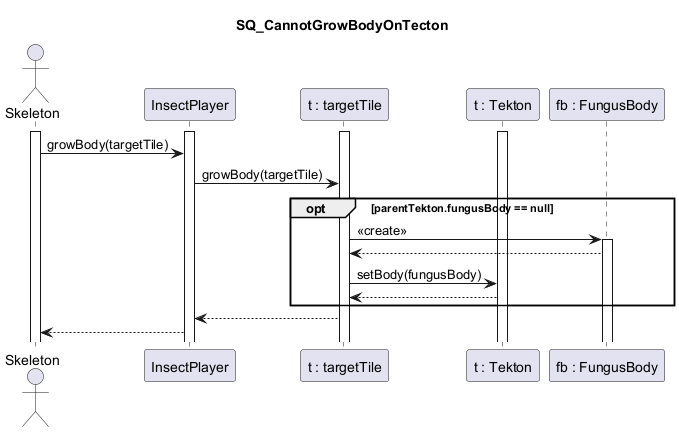 SQ_CannotGrowBodyOnTecton
Skeleton
InsectPlayer
t : targetTile
t : Tekton
fb : FungusBody
growBody(targetTile)
growBody(targetTile)
opt
[parentTekton.fungusBody == null]
«create»
setBody(fungusBody)
Skeleton
InsectPlayer
t : targetTile
t : Tekton
fb : FungusBody